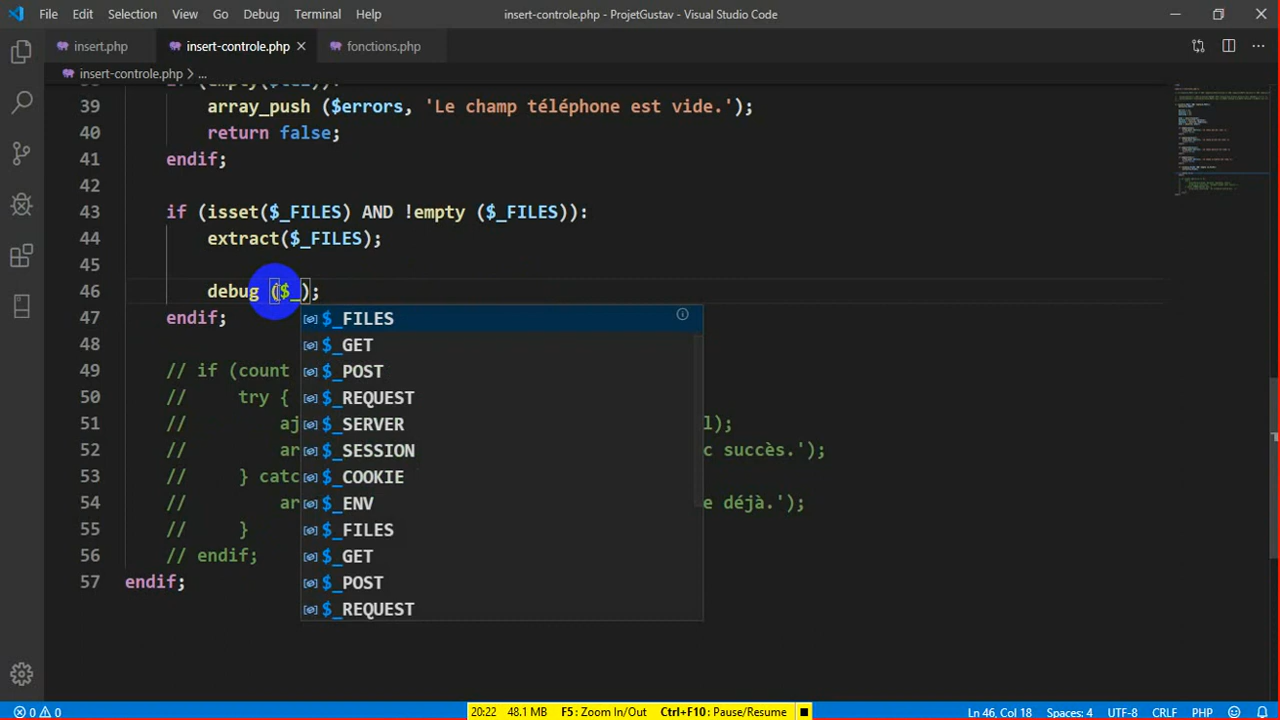 File Edit Selection View Go Debug Terminal Help
insert-controle.php - ProjetGustav - Visual Studio Code
insert.php
insert-controle.php
fonctions.php
insert-controle.php > ...
39 array_push ($errors, 'Le champ téléphone est vide.');
40 return false;
41 endif;
42
43 if (isset($_FILES) AND !empty ($_FILES)):
44 extract($_FILES);
45
46 debug ($_);
47 endif;
48
49 // if (count
50 // try {
51 // aj l);
52 // ar c succès.');
53 // } catc
54 // ar e déjà.');
55 // }
56 // endif;
57 endif;
$_FILES
$_GET
$_POST
$_REQUEST
$_SERVER
$_SESSION
$_COOKIE
$_ENV
$_FILES
$_GET
$_POST
$_REQUEST
0 0
20:22 48.1 MB F5: Zoom In/Out Ctrl+F10: Pause/Resume
Ln 46, Col 18 Spaces: 4 UTF-8 CRLF PHP